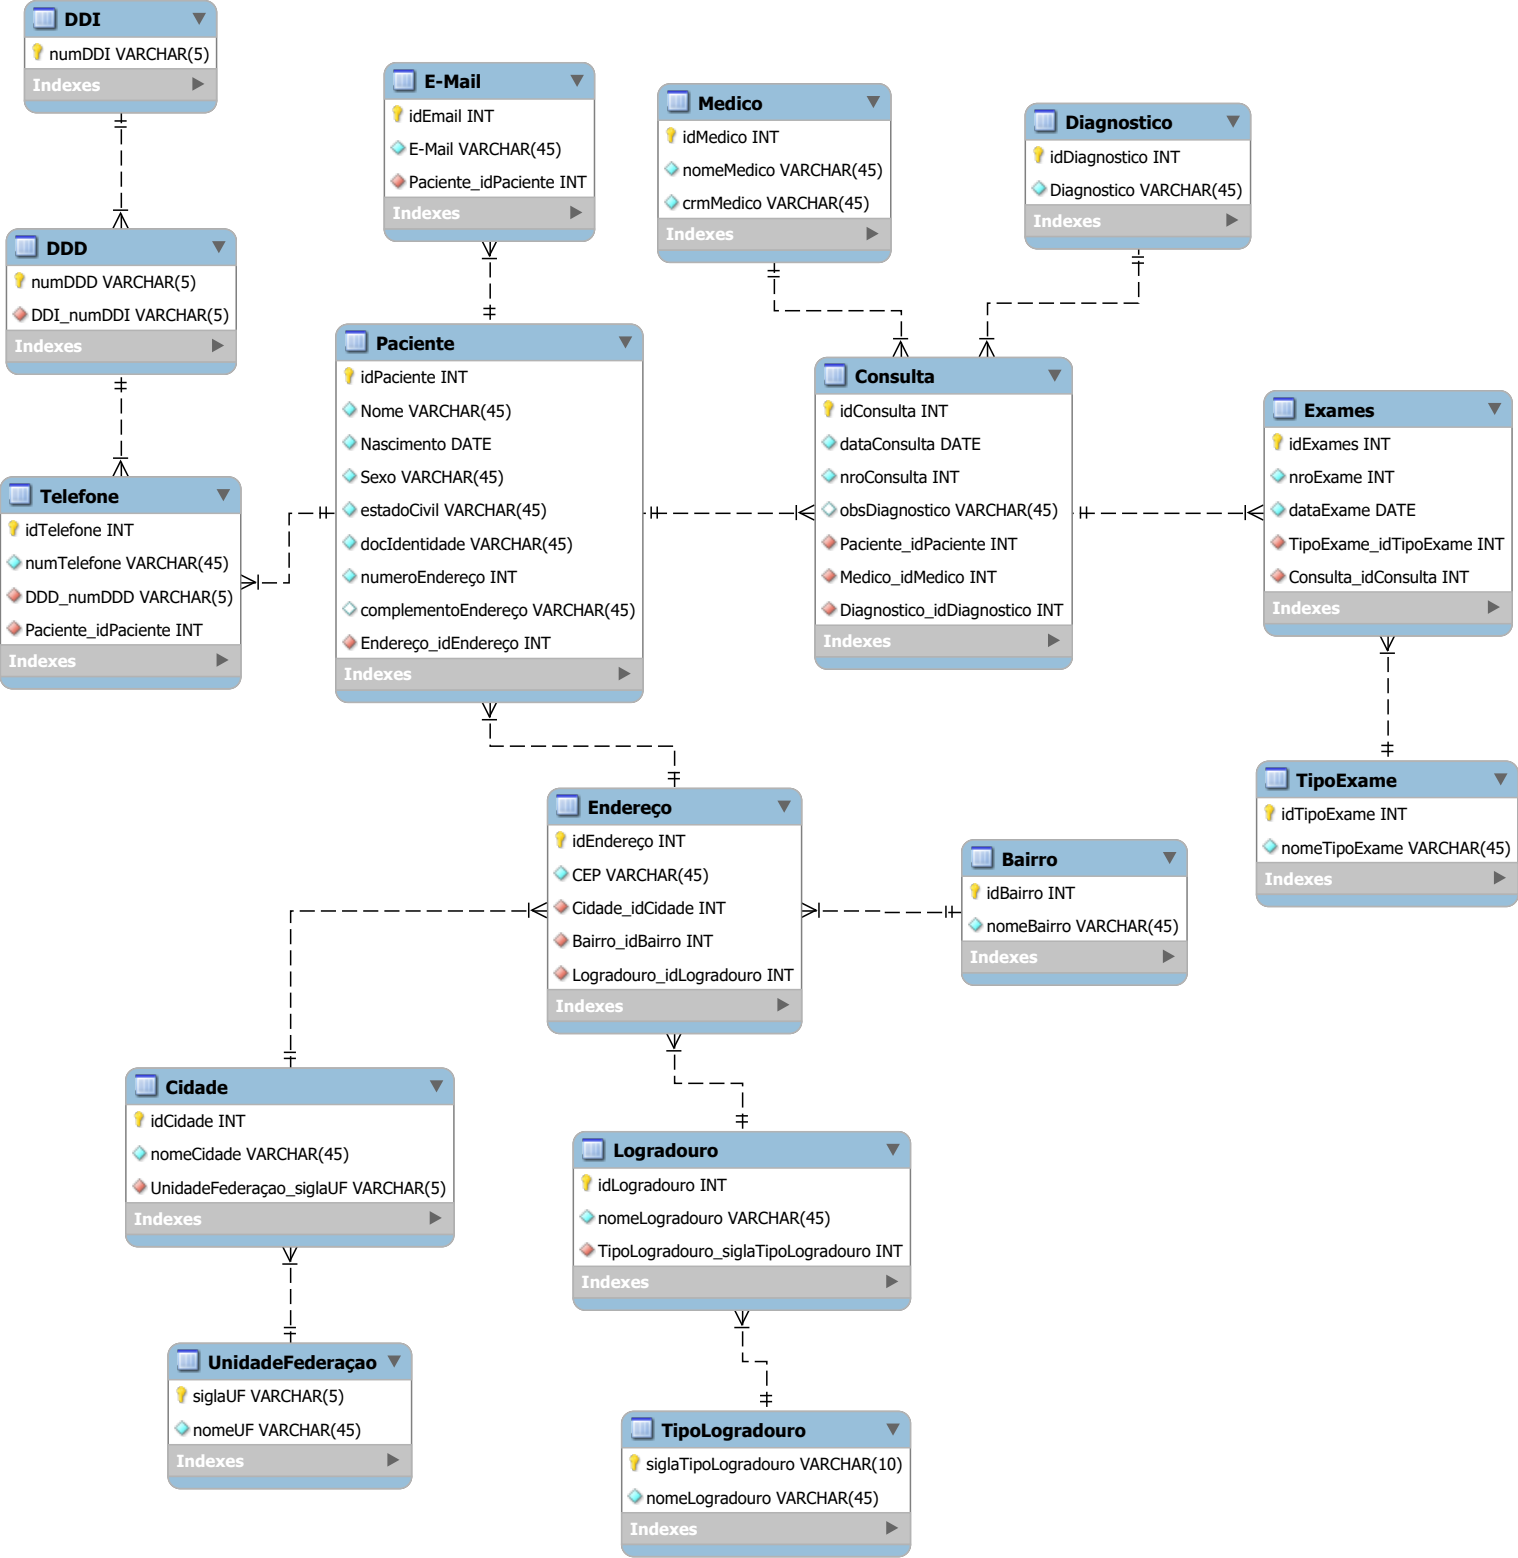 DDI
numDDI VARCHAR(5)
Indexes
E-Mail
idEmail INT
E-Mail VARCHAR(45)
Paciente_idPaciente INT
Indexes
Medico
idMedico INT
nomeMedico VARCHAR(45)
crmMedico VARCHAR(45)
Indexes
Diagnostico
idDiagnostico INT
Diagnostico VARCHAR(45)
Indexes
DDD
numDDD VARCHAR(5)
DDI_numDDI VARCHAR(5)
Indexes
Paciente
idPaciente INT
Nome VARCHAR(45)
Nascimento DATE
Sexo VARCHAR(45)
estadoCivil VARCHAR(45)
docIdentidade VARCHAR(45)
numeroEndereço INT
complementoEndereço VARCHAR(45)
Endereço_idEndereço INT
Indexes
Consulta
idConsulta INT
dataConsulta DATE
nroConsulta INT
obsDiagnostico VARCHAR(45)
Paciente_idPaciente INT
Medico_idMedico INT
Diagnostico_idDiagnostico INT
Indexes
Exames
idExames INT
nroExame INT
dataExame DATE
TipoExame_idTipoExame INT
Consulta_idConsulta INT
Indexes
Telefone
idTelefone INT
numTelefone VARCHAR(45)
DDD_numDDD VARCHAR(5)
Paciente_idPaciente INT
Indexes
TipoExame
idTipoExame INT
nomeTipoExame VARCHAR(45)
Indexes
Endereço
idEndereço INT
CEP VARCHAR(45)
Cidade_idCidade INT
Bairro_idBairro INT
Logradouro_idLogradouro INT
Indexes
Bairro
idBairro INT
nomeBairro VARCHAR(45)
Indexes
Cidade
idCidade INT
nomeCidade VARCHAR(45)
UnidadeFederaçao_siglaUF VARCHAR(5)
Indexes
Logradouro
idLogradouro INT
nomeLogradouro VARCHAR(45)
TipoLogradouro_siglaTipoLogradouro INT
Indexes
UnidadeFederaçao
siglaUF VARCHAR(5)
nomeUF VARCHAR(45)
Indexes
TipoLogradouro
siglaTipoLogradouro VARCHAR(10)
nomeLogradouro VARCHAR(45)
Indexes